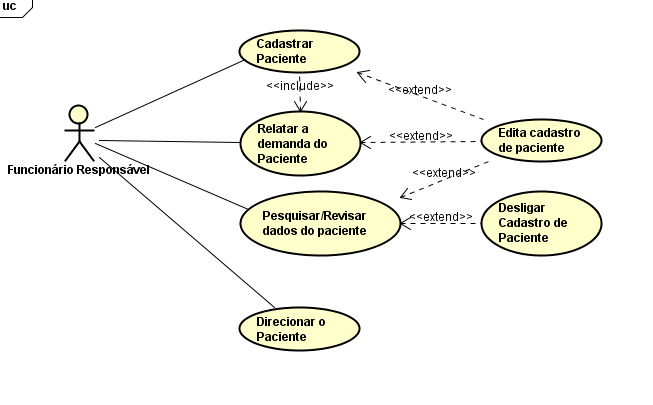 uc
Cadastrar
Paciente
<<include>>
<<extend>>
Relatar a
demanda do
Paciente
<<extend>>
Edita cadastro
de paciente
Funcionário Responsável
<<extend>>
Pesquisar/Revisar
dados do paciente
<<extend>>
Desligar
Cadastro de
Paciente
Direcionar o
Paciente